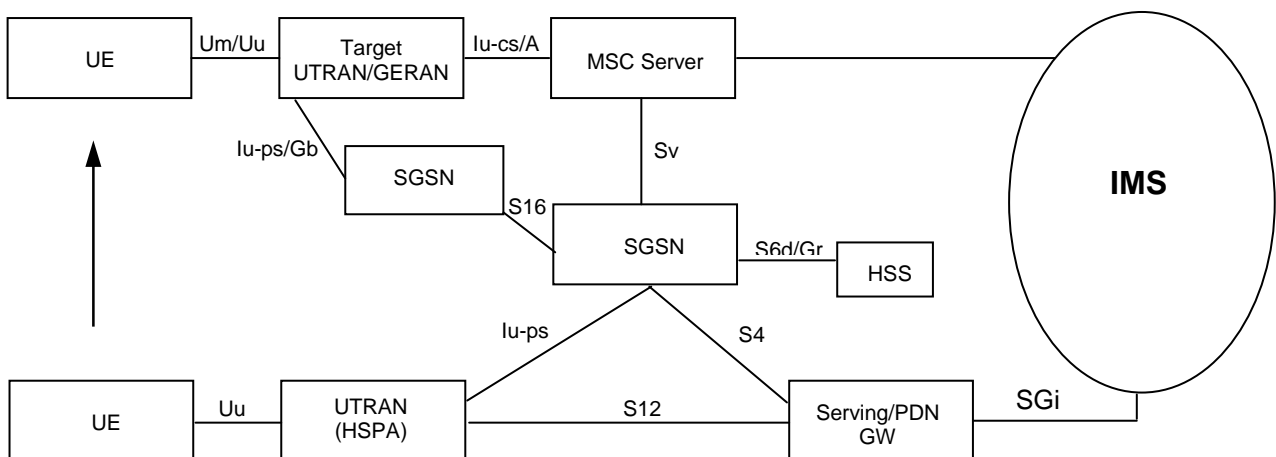 UE
Um/Uu
Target
UTRAN/GERAN
Iu-cs/A
MSC Server
Iu-ps/Gb
SGSN
S16
Sv
IMS
SGSN
S6d/Gr
HSS
Iu-ps
S4
UE
Uu
UTRAN
(HSPA)
S12
Serving/PDN
GW
SGi